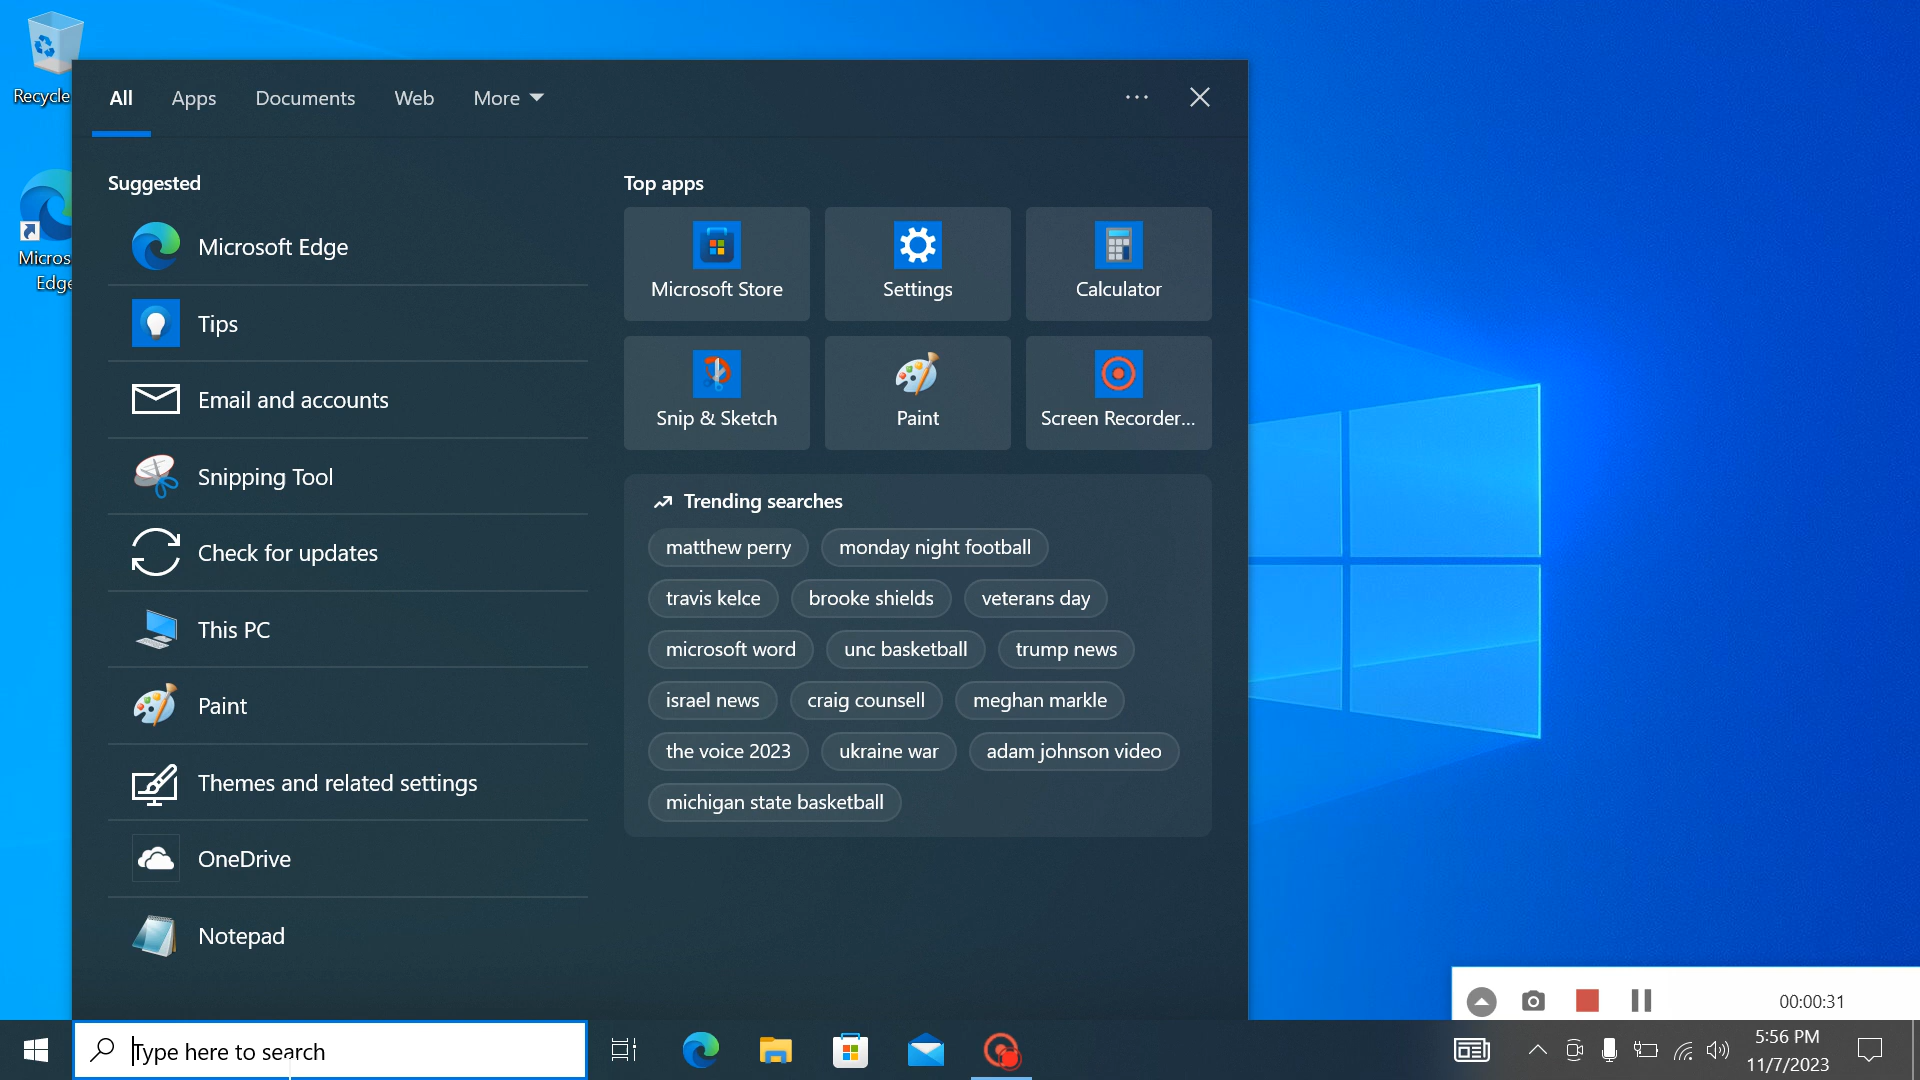 Recycle
Micros
Edge
All Apps Documents Web More
Suggested
Microsoft Edge
Tips
Email and accounts
Snipping Tool
Check for updates
This PC
Paint
Themes and related settings
OneDrive
Notepad
Top apps
Microsoft Store Settings Calculator
Snip & Sketch Paint Screen Recorder...
Trending searches
matthew perry monday night football
travis kelce brooke shields veterans day
microsoft word unc basketball trump news
israel news craig counsell meghan markle
the voice 2023 ukraine war adam johnson video
michigan state basketball
00:00:31
Type here to search
5:56 PM
11/7/2023